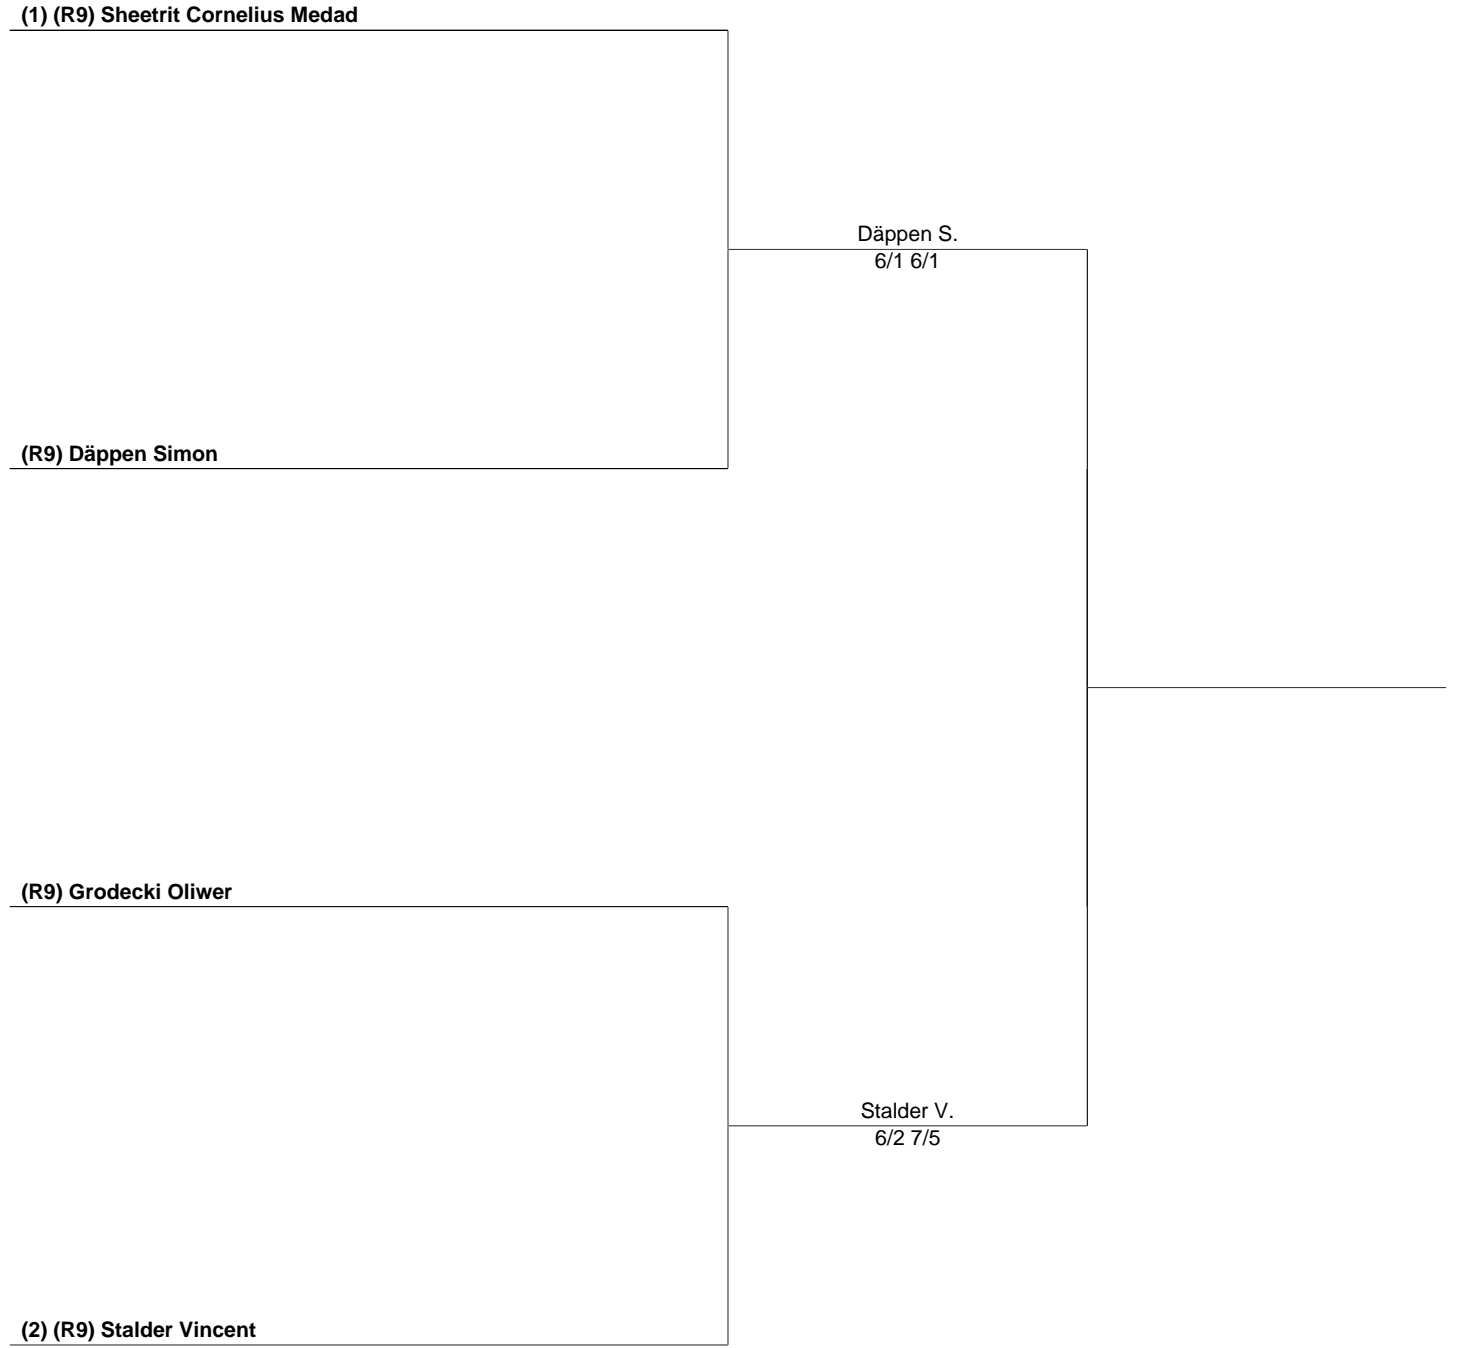 (1) (R9) Sheetrit Cornelius Medad
Däppen S.
6/1 6/1
(R9) Däppen Simon
(R9) Grodecki Oliwer
Stalder V.
6/2 7/5
(2) (R9) Stalder Vincent